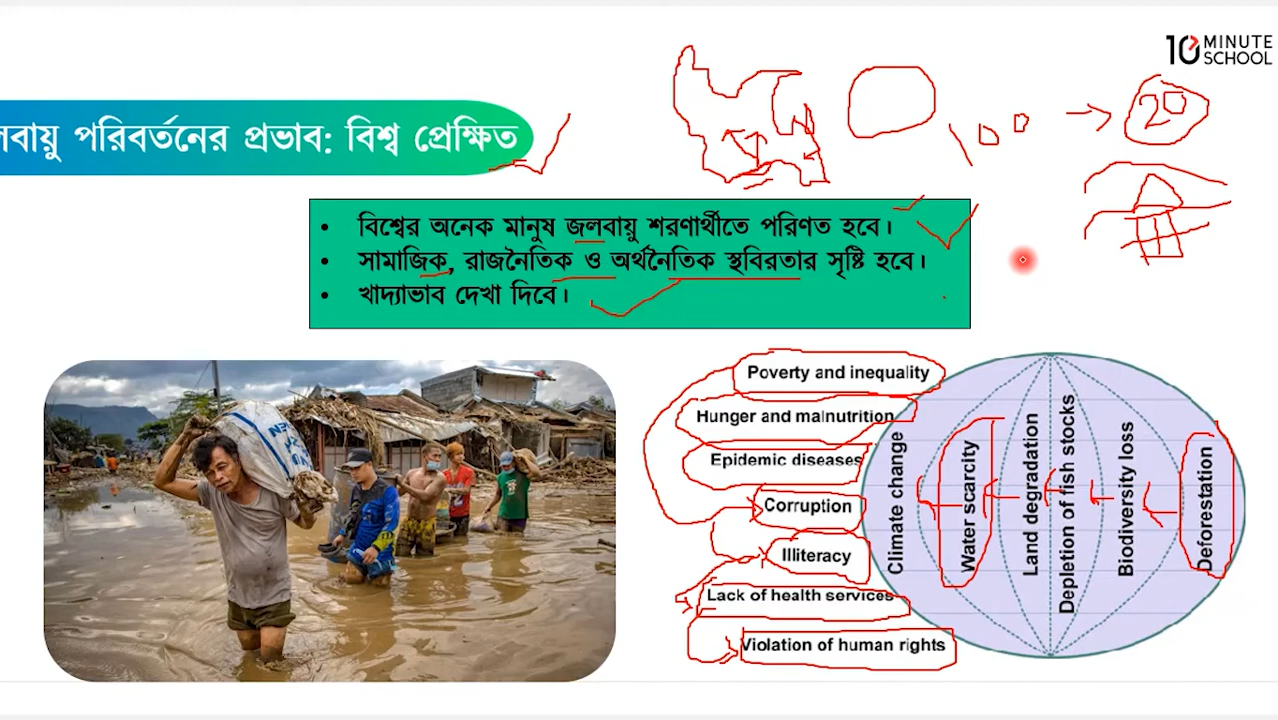 10 MINUTE SCHOOL
বায়ু পরিবর্তনের প্রভাব: বিশ্ব প্রেক্ষিত
100 → 20
• বিশ্বের অনেক মানুষ জলবায়ু শরণার্থীতে পরিণত হবে।
• সামাজিক, রাজনৈতিক ও অর্থনৈতিক স্থবিরতার সৃষ্টি হবে।
• খাদ্যাভাব দেখা দিবে।
Poverty and inequality
Hunger and malnutrition
Epidemic diseases
Corruption
Illiteracy
Lack of health services
Violation of human rights
Climate change
Water scarcity
Land degradation
Depletion of fish stocks
Biodiversity loss
Deforestation